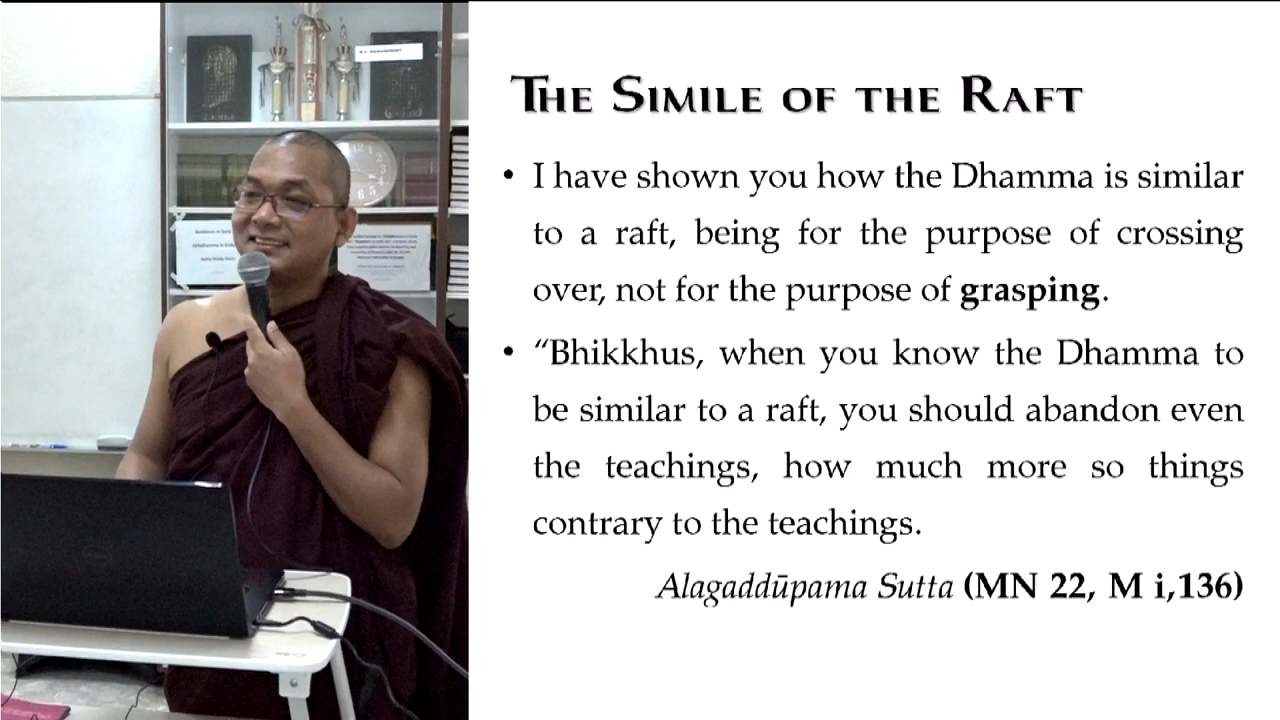 THE SIMILE OF THE RAFT
• I have shown you how the Dhamma is similar
to a raft, being for the purpose of crossing
over, not for the purpose of grasping.
• “Bhikkhus, when you know the Dhamma to
be similar to a raft, you should abandon even
the teachings, how much more so things
contrary to the teachings.
Alagaddūpama Sutta (MN 22, M i,136)